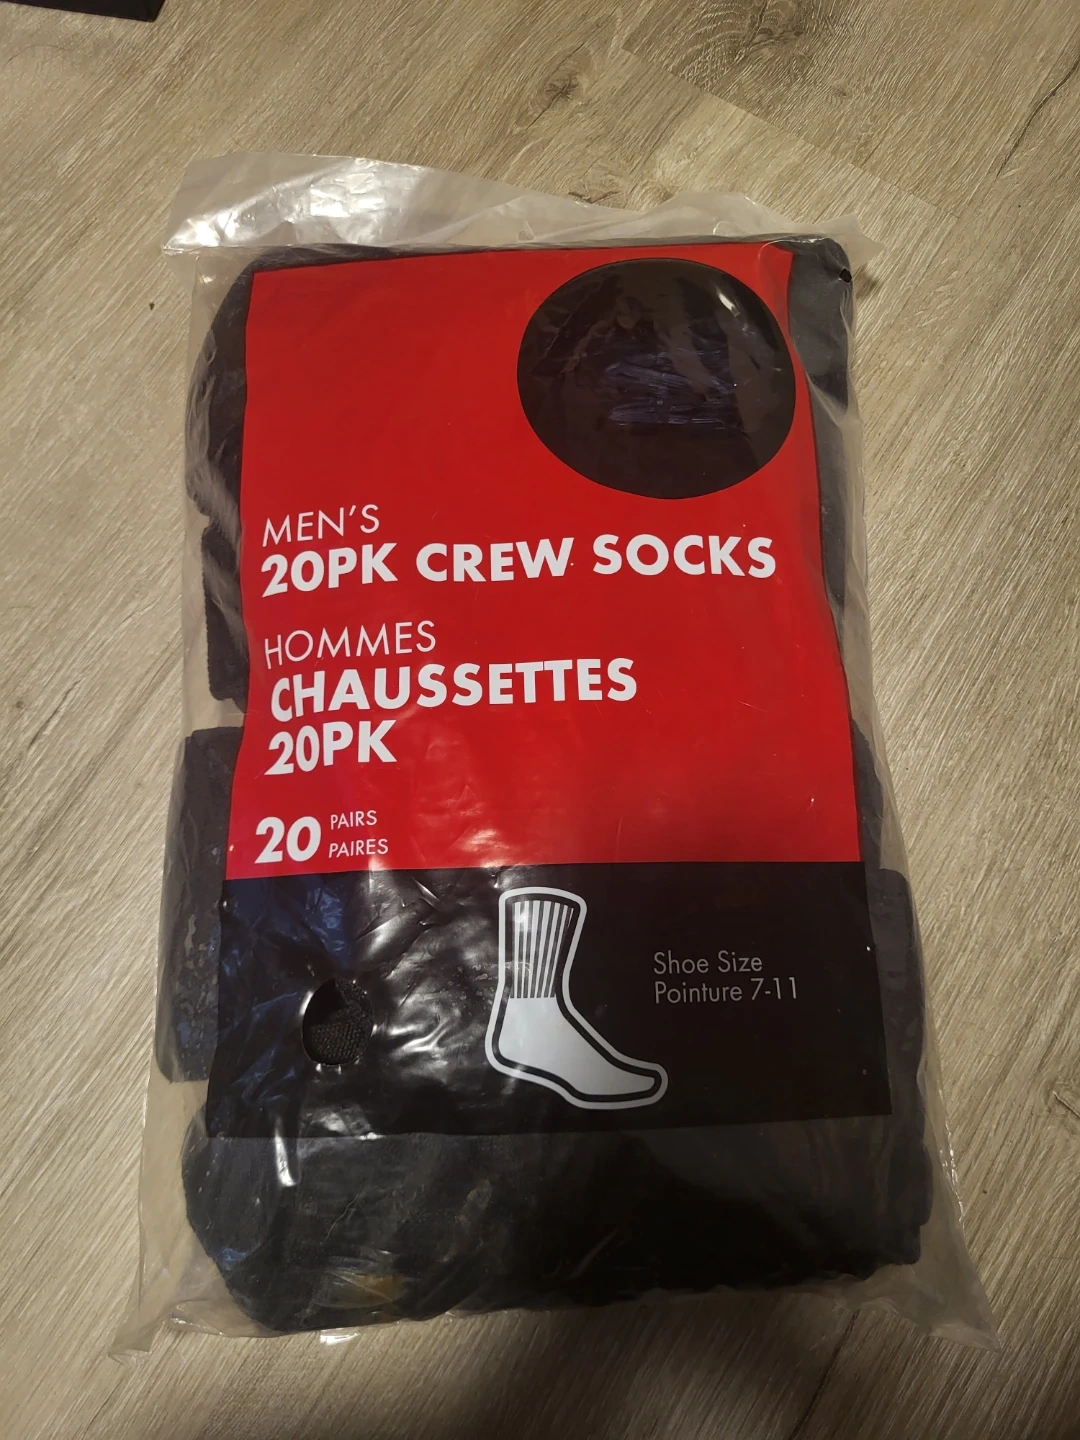 MEN'S
20PK CREW SOCKS
HOMMES
CHAUSSETTES
20PK
20 PAIRS
PAIRES
Shoe Size
Pointure 7-11